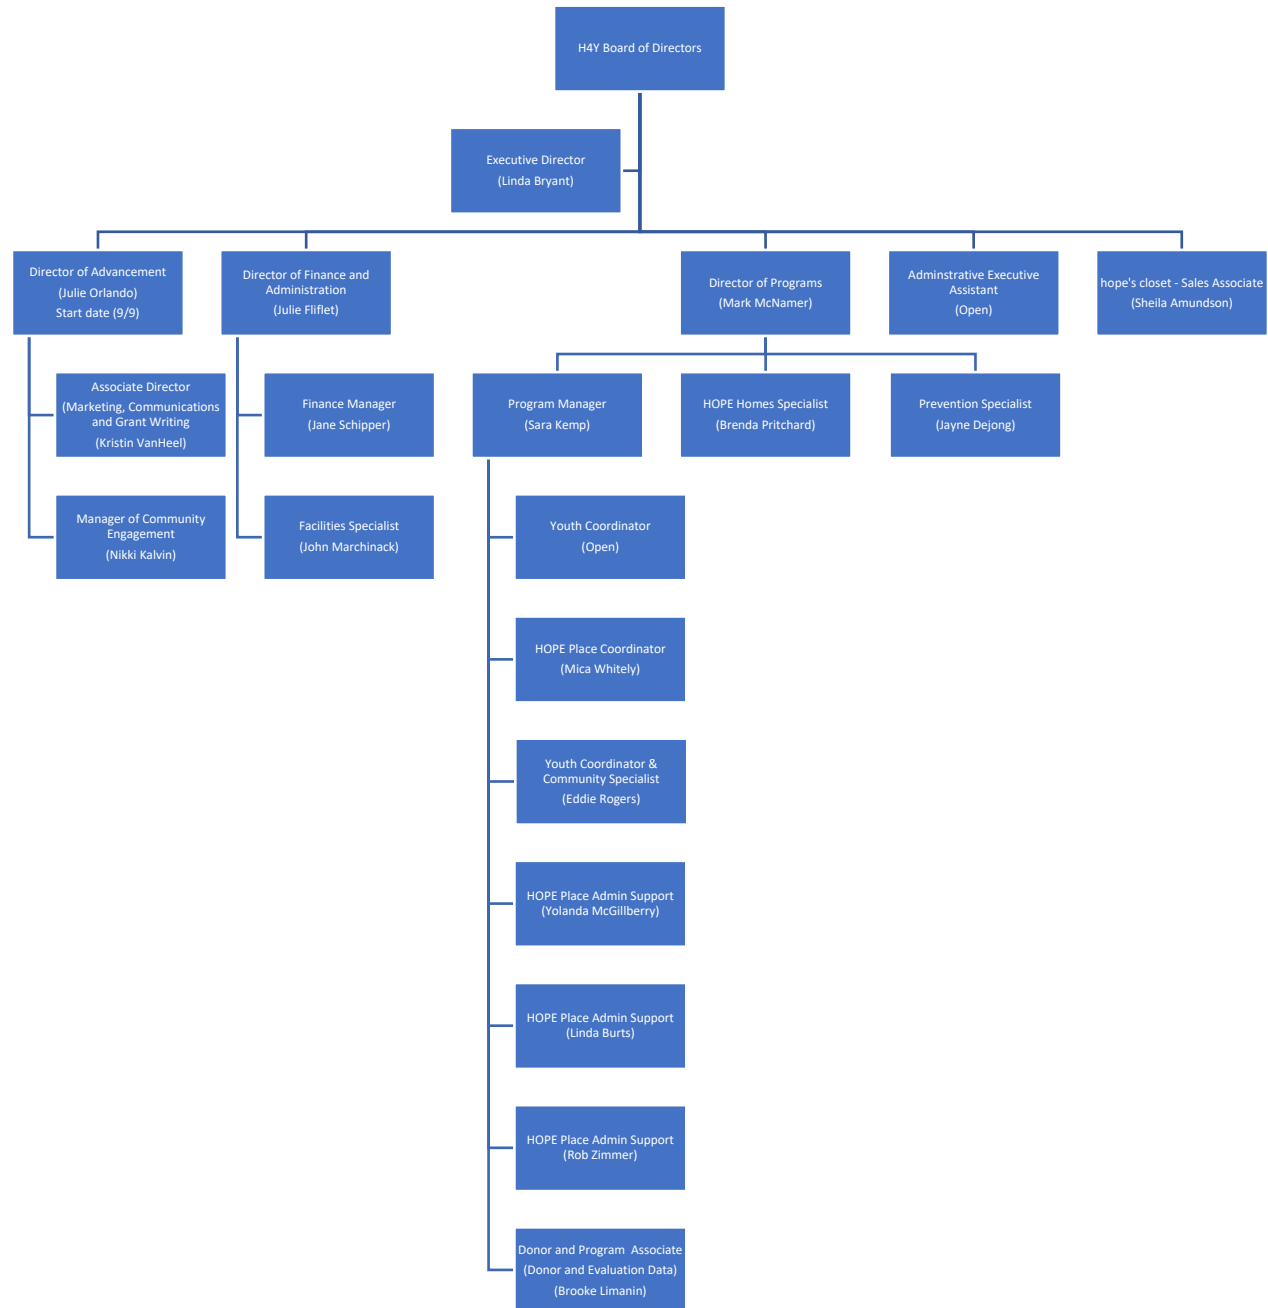 H4Y Board of Directors
Executive Director
(Linda Bryant)
Director of Advancement
(Julie Orlando)
Start date (9/9)
Director of Finance and
Administration
(Julie Fliflet)
Director of Programs
(Mark McNamer)
Adminstrative Executive
Assistant
(Open)
hope's closet - Sales Associate
(Sheila Amundson)
Associate Director
(Marketing, Communications
and Grant Writing
(Kristin VanHeel)
Finance Manager
(Jane Schipper)
Program Manager
(Sara Kemp)
HOPE Homes Specialist
(Brenda Pritchard)
Prevention Specialist
(Jayne Dejong)
Manager of Community
Engagement
(Nikki Kalvin)
Facilities Specialist
(John Marchinack)
Youth Coordinator
(Open)
HOPE Place Coordinator
(Mica Whitely)
Youth Coordinator &
Community Specialist
(Eddie Rogers)
HOPE Place Admin Support
(Yolanda McGillberry)
HOPE Place Admin Support
(Linda Burts)
HOPE Place Admin Support
(Rob Zimmer)
Donor and Program  Associate
(Donor and Evaluation Data)
(Brooke Limanin)